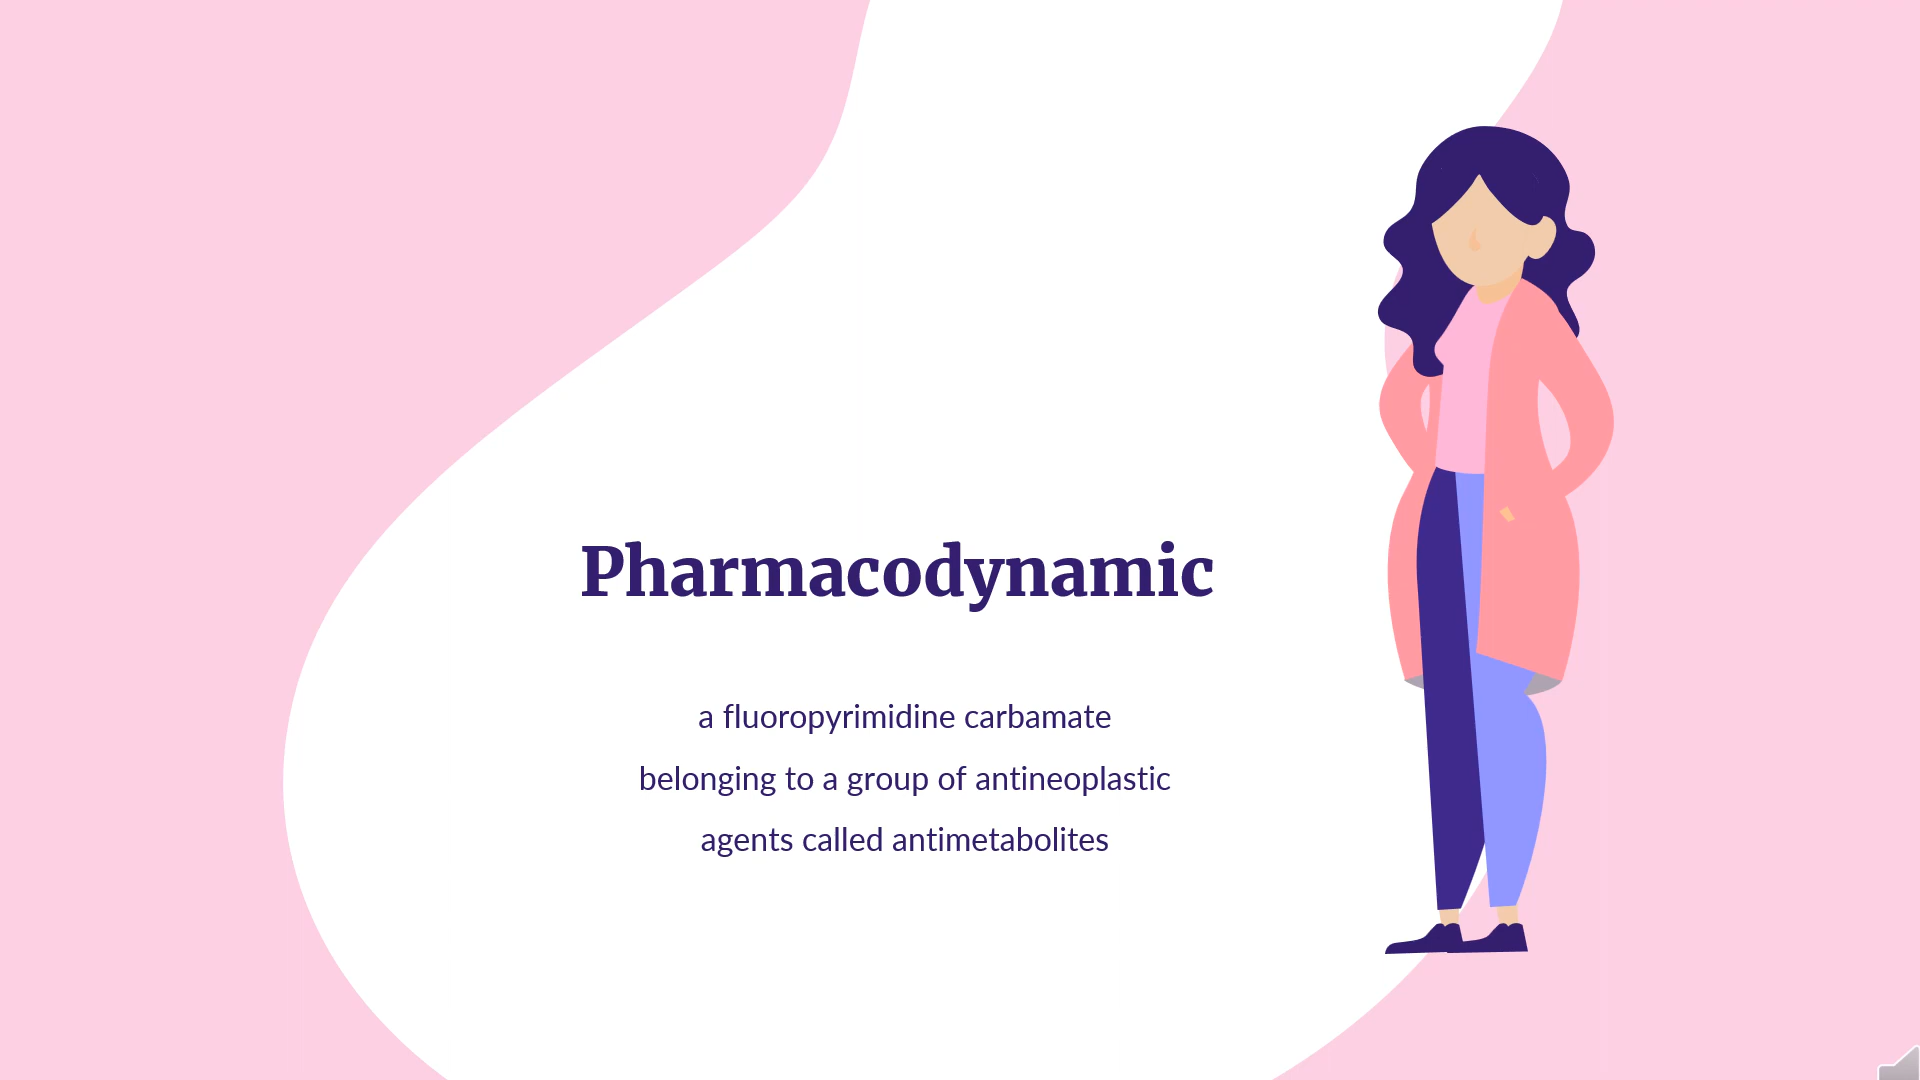 Pharmacodynamic
a fluoropyrimidine carbamate
belonging to a group of antineoplastic
agents called antimetabolites